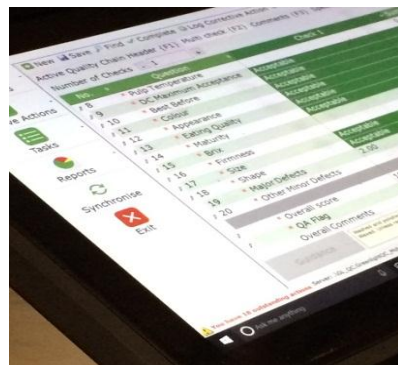 New Save Find Complete Log Corrective Action
Active Quality Chain Header (F1) Multi check (F2) Comments (F3)
Number of Checks 1
No. Question Check 1
8 * Pulp Temperature
9 * QC Maximum Acceptance
10 * Best Before Acceptable
11 * Colour Acceptable
12 * Appearance Acceptable
13 * Eating Quality Acceptable
14 * Maturity Acceptable
15 * Brix
16 * Firmness
17 * Size Acceptable
18 * Shape Acceptable
19 * Major Defects 2.00
20 * Other Minor Defects
* Overall score
* QA Flag
Overall Comments
Guidance
Actions
Tasks
Reports
Synchronise
Exit
You have 18 outstanding actions
Server:
Ask me anything